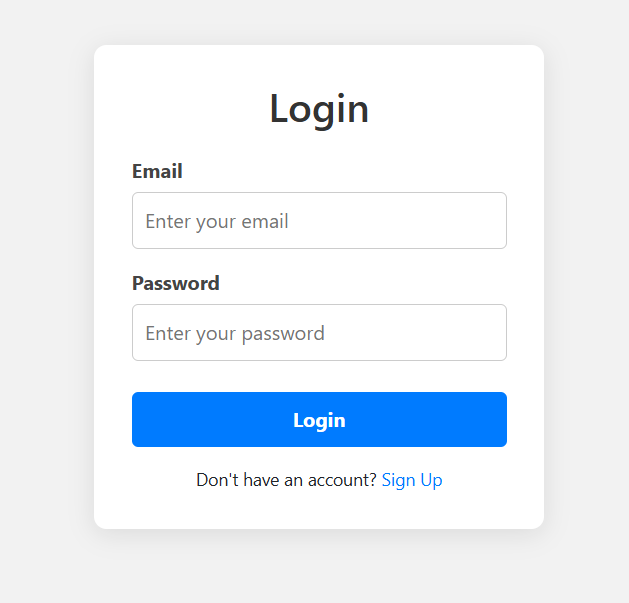 Login
Email
Enter your email
Password
Enter your password
Login
Don't have an account? Sign Up